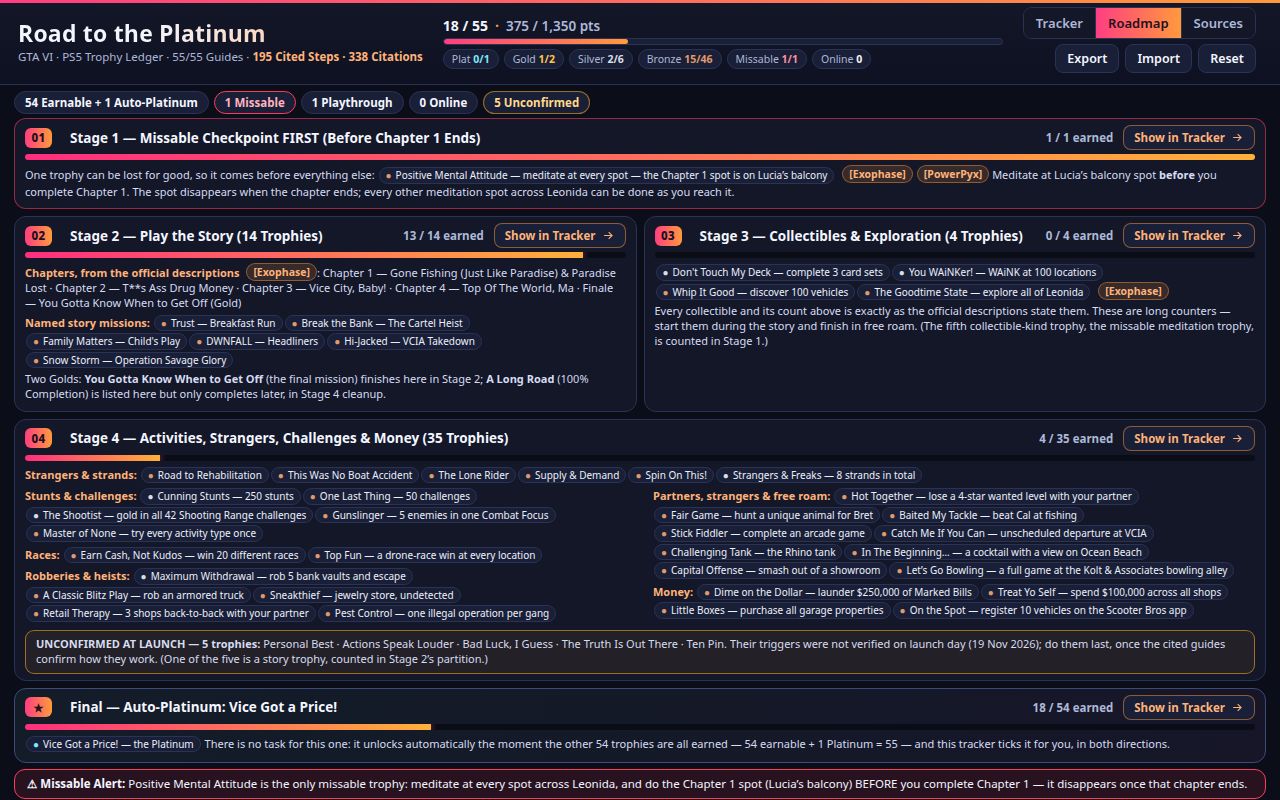 Road to the Platinum
GTA VI · PS5 Trophy Ledger · 55/55 Guides · 195 Cited Steps · 338 Citations
18 / 55 · 375 / 1,350 pts
Plat 0/1 Gold 1/2 Silver 2/6 Bronze 15/46 Missable 1/1 Online 0
Tracker Roadmap Sources
Export Import Reset
54 Earnable + 1 Auto-Platinum 1 Missable 1 Playthrough 0 Online 5 Unconfirmed
01 Stage 1 — Missable Checkpoint FIRST (Before Chapter 1 Ends) 1 / 1 earned Show in Tracker →
One trophy can be lost for good, so it comes before everything else: • Positive Mental Attitude — meditate at every spot — the Chapter 1 spot is on Lucia's balcony [Exophase] [PowerPyx] Meditate at Lucia's balcony spot before you
complete Chapter 1. The spot disappears when the chapter ends; every other meditation spot across Leonida can be done as you reach it.
02 Stage 2 — Play the Story (14 Trophies) 13 / 14 earned Show in Tracker →
Chapters, from the official descriptions [Exophase]: Chapter 1 — Gone Fishing (Just Like Paradise) & Paradise
Lost · Chapter 2 — T**s Ass Drug Money · Chapter 3 — Vice City, Baby! · Chapter 4 — Top Of The World, Ma · Finale
— You Gotta Know When to Get Off (Gold)
Named story missions: • Trust — Breakfast Run • Break the Bank — The Cartel Heist
• Family Matters — Child's Play • DWNFALL — Headliners • Hi-Jacked — VCIA Takedown
• Snow Storm — Operation Savage Glory
Two Golds: You Gotta Know When to Get Off (the final mission) finishes here in Stage 2; A Long Road (100%
Completion) is listed here but only completes later, in Stage 4 cleanup.
03 Stage 3 — Collectibles & Exploration (4 Trophies) 0 / 4 earned Show in Tracker →
• Don't Touch My Deck — complete 3 card sets • You WAiNKer! — WAiNK at 100 locations
• Whip It Good — discover 100 vehicles • The Goodtime State — explore all of Leonida [Exophase]
Every collectible and its count above is exactly as the official descriptions state them. These are long counters —
start them during the story and finish in free roam. (The fifth collectible-kind trophy, the missable meditation trophy,
is counted in Stage 1.)
04 Stage 4 — Activities, Strangers, Challenges & Money (35 Trophies) 4 / 35 earned Show in Tracker →
Strangers & strands: • Road to Rehabilitation • This Was No Boat Accident • The Lone Rider • Supply & Demand • Spin On This! • Strangers & Freaks — 8 strands in total
Stunts & challenges: • Cunning Stunts — 250 stunts • One Last Thing — 50 challenges
• The Shootist — gold in all 42 Shooting Range challenges • Gunslinger — 5 enemies in one Combat Focus
• Master of None — try every activity type once
Races: • Earn Cash, Not Kudos — win 20 different races • Top Fun — a drone-race win at every location
Robberies & heists: • Maximum Withdrawal — rob 5 bank vaults and escape
• A Classic Blitz Play — rob an armored truck • Sneakthief — jewelry store, undetected
• Retail Therapy — 3 shops back-to-back with your partner • Pest Control — one illegal operation per gang
Partners, strangers & free roam: • Hot Together — lose a 4-star wanted level with your partner
• Fair Game — hunt a unique animal for Bret • Baited My Tackle — beat Cal at fishing
• Stick Fiddler — complete an arcade game • Catch Me If You Can — unscheduled departure at VCIA
• Challenging Tank — the Rhino tank • In The Beginning... — a cocktail with a view on Ocean Beach
• Capital Offense — smash out of a showroom • Let's Go Bowling — a full game at the Kolt & Associates bowling alley
Money: • Dime on the Dollar — launder $250,000 of Marked Bills • Treat Yo Self — spend $100,000 across all shops
• Little Boxes — purchase all garage properties • On the Spot — register 10 vehicles on the Scooter Bros app
UNCONFIRMED AT LAUNCH — 5 trophies: Personal Best · Actions Speak Louder · Bad Luck, I Guess · The Truth Is Out There · Ten Pin. Their triggers were not verified on launch day (19 Nov 2026); do them last, once the cited guides
confirm how they work. (One of the five is a story trophy, counted in Stage 2's partition.)
★ Final — Auto-Platinum: Vice Got a Price! 18 / 54 earned Show in Tracker →
• Vice Got a Price! — the Platinum There is no task for this one: it unlocks automatically the moment the other 54 trophies are all earned — 54 earnable + 1 Platinum = 55 — and this tracker ticks it for you, in both directions.
⚠ Missable Alert: Positive Mental Attitude is the only missable trophy: meditate at every spot across Leonida, and do the Chapter 1 spot (Lucia's balcony) BEFORE you complete Chapter 1 — it disappears once that chapter ends.